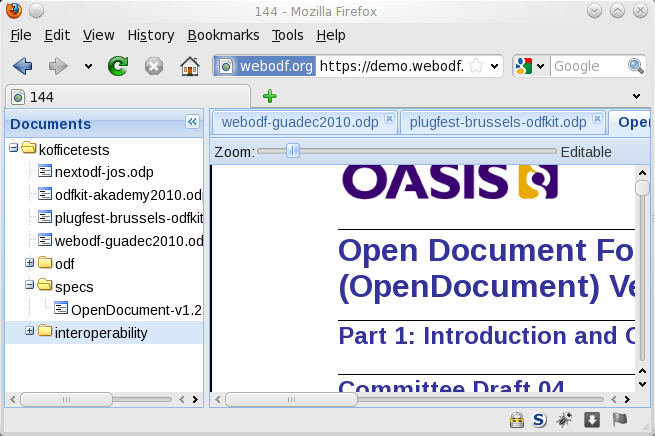 144 - Mozilla Firefox
File Edit View History Bookmarks Tools Help
webodf.org https://demo.webodf. Google
144
Documents
kofficetests
nextodf-jos.odp
odfkit-akademy2010.od
plugfest-brussels-odfkit
webodf-guadec2010.od
odf
specs
OpenDocument-v1.2
interoperability
webodf-guadec2010.odp plugfest-brussels-odfkit.odp Open
Zoom: Editable
OASIS
Open Document Fo
(OpenDocument) Ve
Part 1: Introduction and
Committee Draft 04